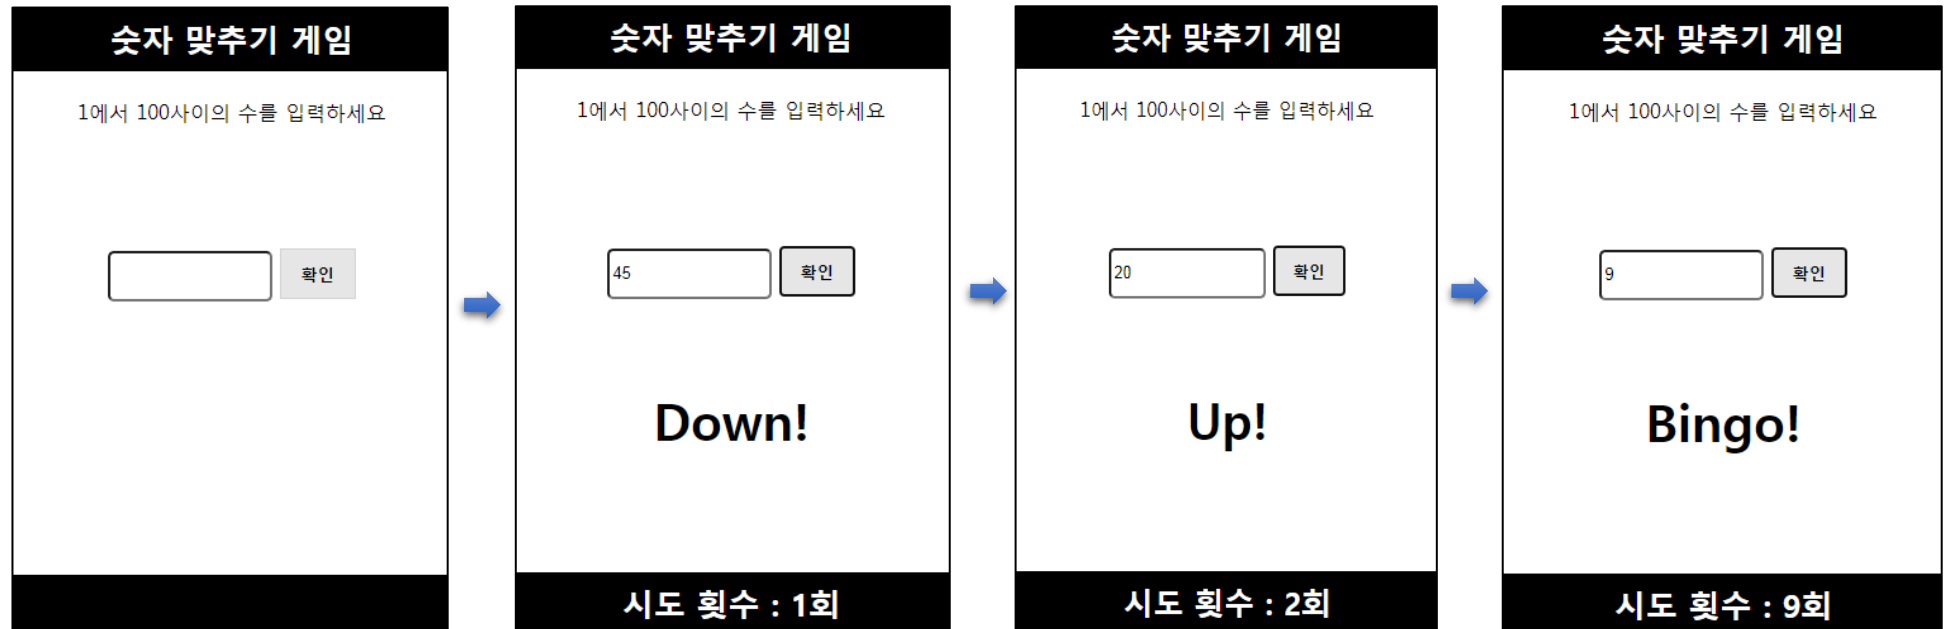 숫자 맞추기 게임
1에서 100사이의 수를 입력하세요
확인
숫자 맞추기 게임
1에서 100사이의 수를 입력하세요
45 확인
Down!
시도 횟수 : 1회
숫자 맞추기 게임
1에서 100사이의 수를 입력하세요
20 확인
Up!
시도 횟수 : 2회
숫자 맞추기 게임
1에서 100사이의 수를 입력하세요
9 확인
Bingo!
시도 횟수 : 9회